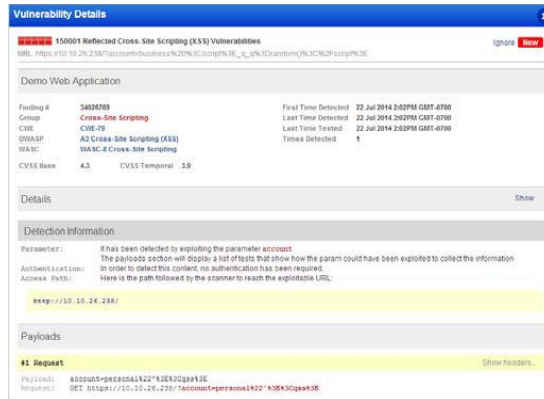 Vulnerability Details
150001 Reflected Cross-Site Scripting (XSS) Vulnerabilities
Ignore New
URL: https://10.10.26.238/?account=business%20%3Cscript%3E_q_q%3Drandom()%3C%2Fscript%3E
Demo Web Application
Finding # 34026769
Group Cross-Site Scripting
CWE CWE-79
OWASP A3 Cross-Site Scripting (XSS)
WASC WASC-8 Cross-Site Scripting
CVSS Base 4.3 CVSS Temporal 3.9
First Time Detected 22 Jul 2014 2:02PM GMT-0700
Last Time Detected 22 Jul 2014 2:02PM GMT-0700
Last Time Tested 22 Jul 2014 2:02PM GMT-0700
Times Detected 1
Details Show
Detection Information
Parameter: It has been detected by exploiting the parameter account
The payloads section will display a list of tests that show how the param could have been exploited to collect the information
Authentication: In order to detect this content, no authentication has been required.
Access Path: Here is the path followed by the scanner to reach the exploitable URL:
http://10.10.26.238/
Payloads
#1 Request Show headers...
Payload: account=personal%22'%3E%3Cqss%3E
Request: GET https://10.10.26.238/?account=personal%22'%3E%3Cqss%3E